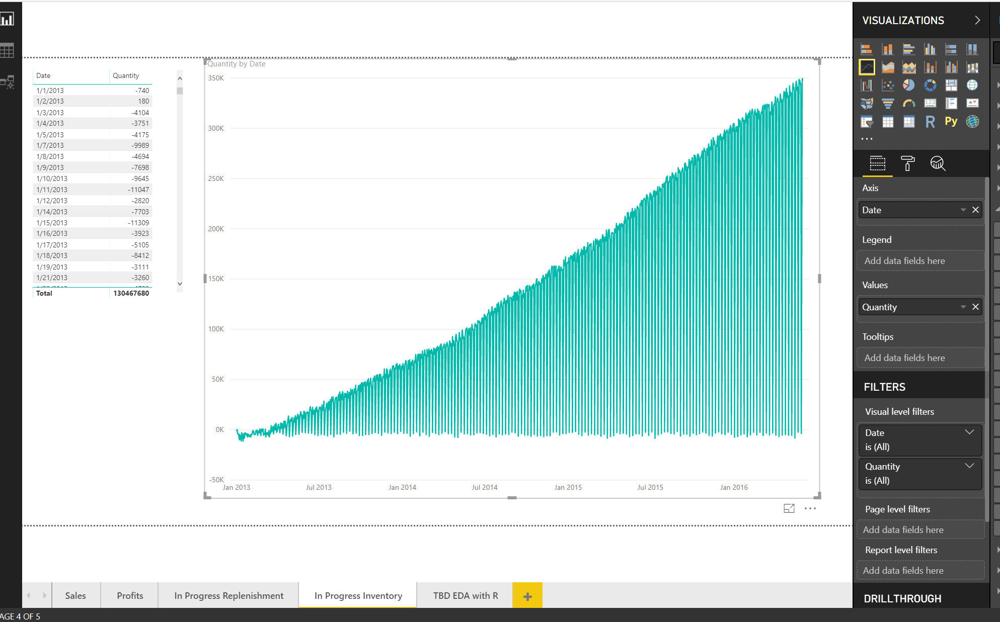 Date Quantity
1/1/2013 -740
1/2/2013 180
1/3/2013 -4104
1/4/2013 -3751
1/5/2013 -4175
1/7/2013 -9989
1/8/2013 -4694
1/9/2013 -7698
1/10/2013 -9645
1/11/2013 -11047
1/12/2013 -2820
1/14/2013 -7703
1/15/2013 -11309
1/16/2013 -3923
1/17/2013 -5105
1/18/2013 -8412
1/19/2013 -3111
1/21/2013 -3260
Total 130467680
Quantity by Date
350K
300K
250K
200K
150K
100K
50K
0K
-50K
Jan 2013 Jul 2013 Jan 2014 Jul 2014 Jan 2015 Jul 2015 Jan 2016
VISUALIZATIONS
123
R Py
Axis
Date
Legend
Add data fields here
Values
Quantity
Tooltips
Add data fields here
FILTERS
Visual level filters
Date
is (All)
Quantity
is (All)
Page level filters
Add data fields here
Report level filters
Add data fields here
DRILLTHROUGH
Sales Profits In Progress Replenishment In Progress Inventory TBD EDA with R
AGE 4 OF 5